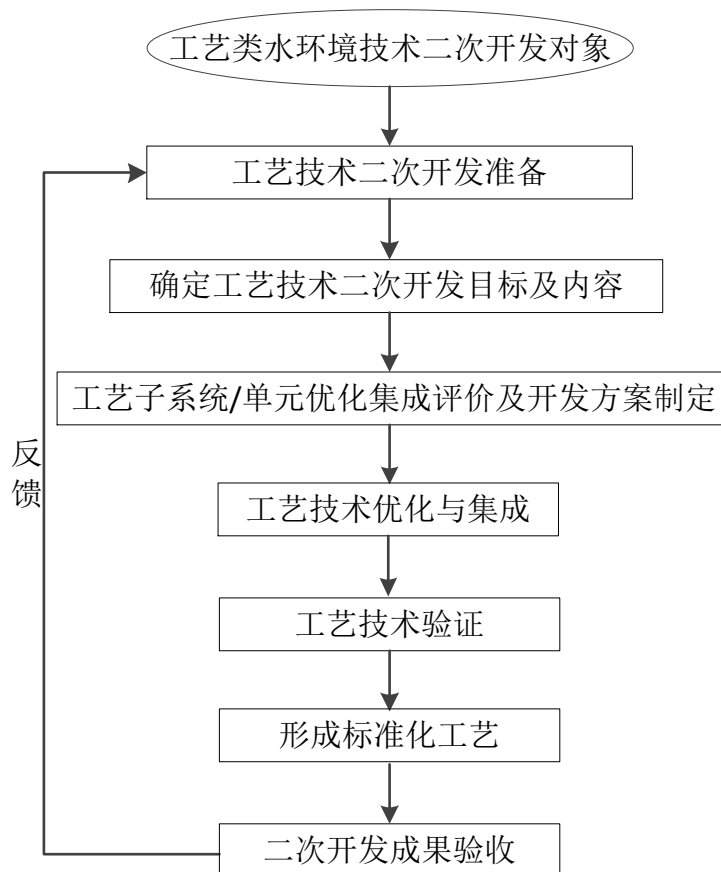 工艺类水环境技术二次开发对象
工艺技术二次开发准备
确定工艺技术二次开发目标及内容
工艺子系统/单元优化集成评价及开发方案制定
反
馈
工艺技术优化与集成
工艺技术验证
形成标准化工艺
二次开发成果验收